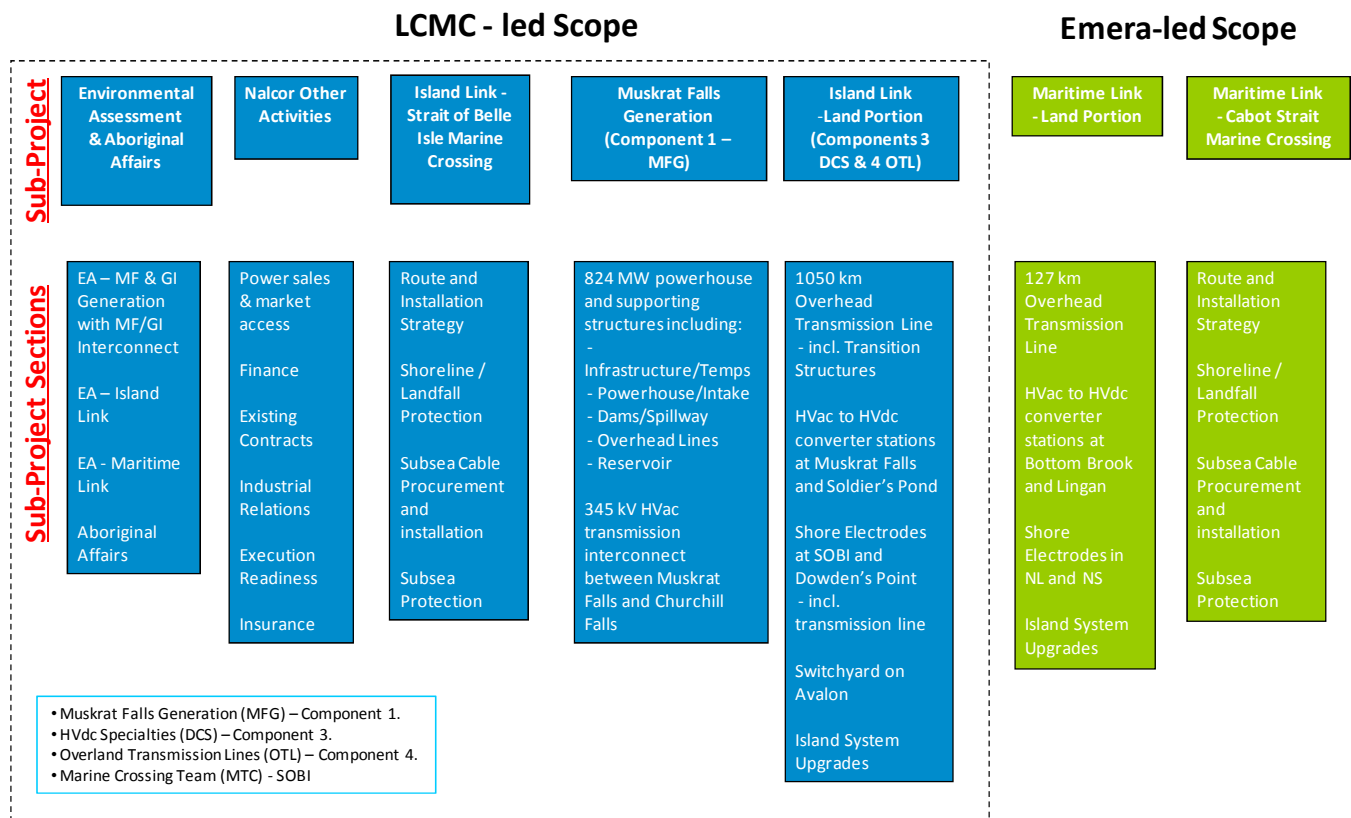 LCMC - led Scope
Emera-led Scope
Sub-Project
Environmental
Assessment
& Aboriginal
Affairs
Nalcor Other
Activities
Island Link -
Strait of Belle
Isle Marine
Crossing
Muskrat Falls
Generation
(Component 1 –
MFG)
Island Link
-Land Portion
(Components 3
DCS & 4 OTL)
Maritime Link
- Land Portion
Maritime Link
- Cabot Strait
Marine Crossing
Sub-Project Sections
EA – MF & GI
Generation
with MF/GI
Interconnect
EA – Island
Link
EA - Maritime
Link
Aboriginal
Affairs
Power sales
& market
access
Finance
Existing
Contracts
Industrial
Relations
Execution
Readiness
Insurance
Route and
Installation
Strategy
Shoreline /
Landfall
Protection
Subsea Cable
Procurement
and
installation
Subsea
Protection
824 MW powerhouse
and supporting
structures including:
-
Infrastructure/Temps
- Powerhouse/Intake
- Dams/Spillway
- Overhead Lines
- Reservoir
345 kV HVac
transmission
interconnect
between Muskrat
Falls and Churchill
Falls
1050 km
Overhead
Transmission Line
- incl. Transition
Structures
HVac to HVdc
converter stations
at Muskrat Falls
and Soldier's Pond
Shore Electrodes
at SOBI and
Dowden's Point
- incl.
transmission line
Switchyard on
Avalon
Island System
Upgrades
127 km
Overhead
Transmission
Line
HVac to HVdc
converter
stations at
Bottom Brook
and Lingan
Shore
Electrodes in
NL and NS
Island System
Upgrades
Route and
Installation
Strategy
Shoreline /
Landfall
Protection
Subsea Cable
Procurement
and
installation
Subsea
Protection
• Muskrat Falls Generation (MFG) – Component 1.
• HVdc Specialties (DCS) – Component 3.
• Overland Transmission Lines (OTL) – Component 4.
• Marine Crossing Team (MTC) - SOBI